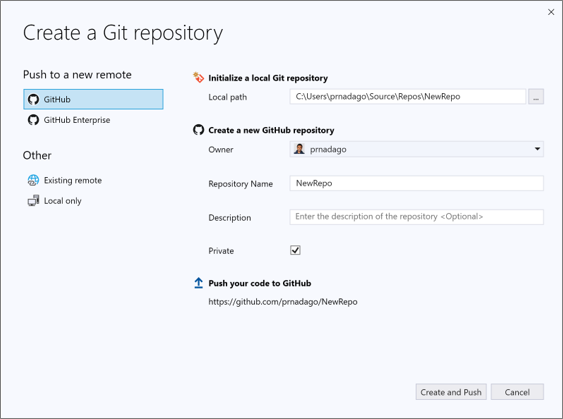 Create a Git repository
Push to a new remote
GitHub
GitHub Enterprise
Other
Existing remote
Local only
Initialize a local Git repository
Local path
C:\Users\prnadago\Source\Repos\NewRepo
...
Create a new GitHub repository
Owner
prnadago
Repository Name
NewRepo
Description
Enter the description of the repository <Optional>
Private
Push your code to GitHub
https://github.com/prnadago/NewRepo
Create and Push
Cancel